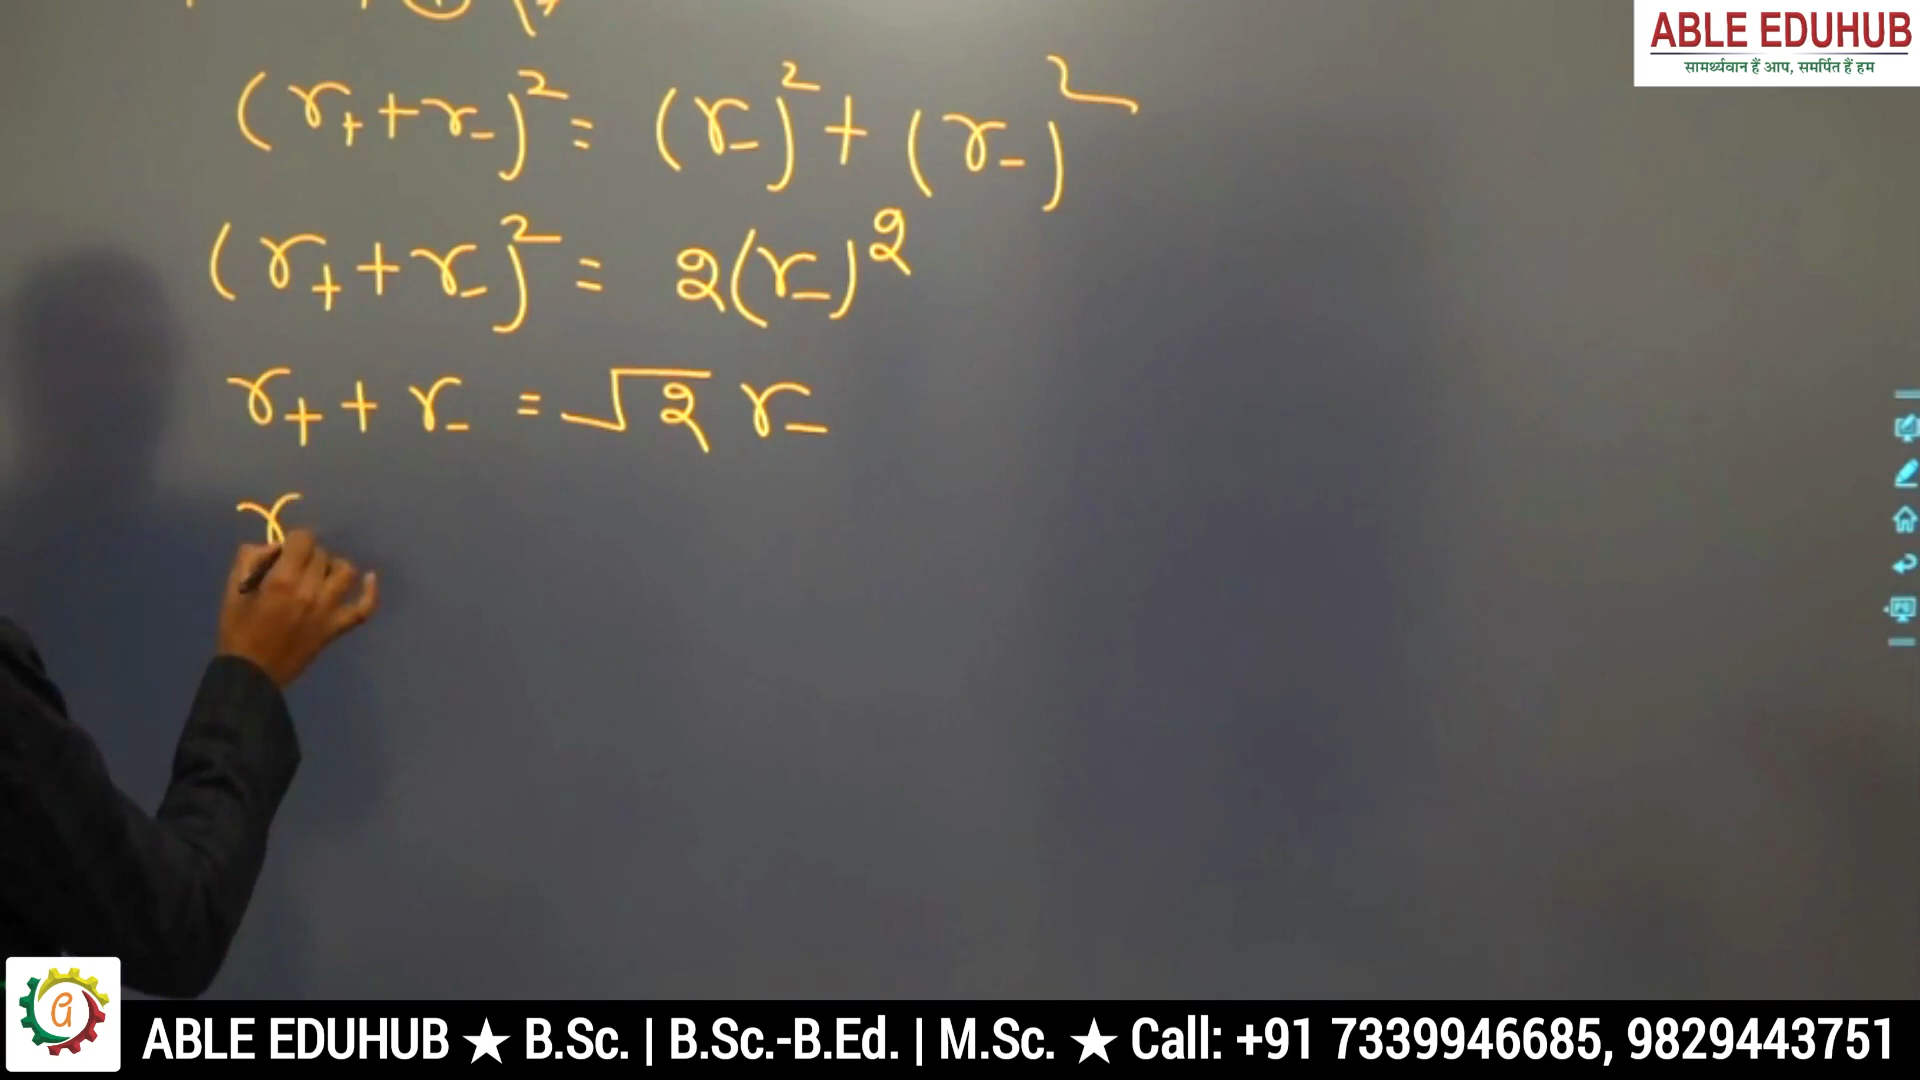 ABLE EDUHUB
सामर्थ्यवान हैं आप, समर्पित हैं हम
(r₊ + r₋)² = (r₋)² + (r₋)²
(r₊ + r₋)² = 2(r₋)²
r₊ + r₋ = √2 r₋
r
ABLE EDUHUB ★ B.Sc. | B.Sc.-B.Ed. | M.Sc. ★ Call: +91 7339946685, 9829443751